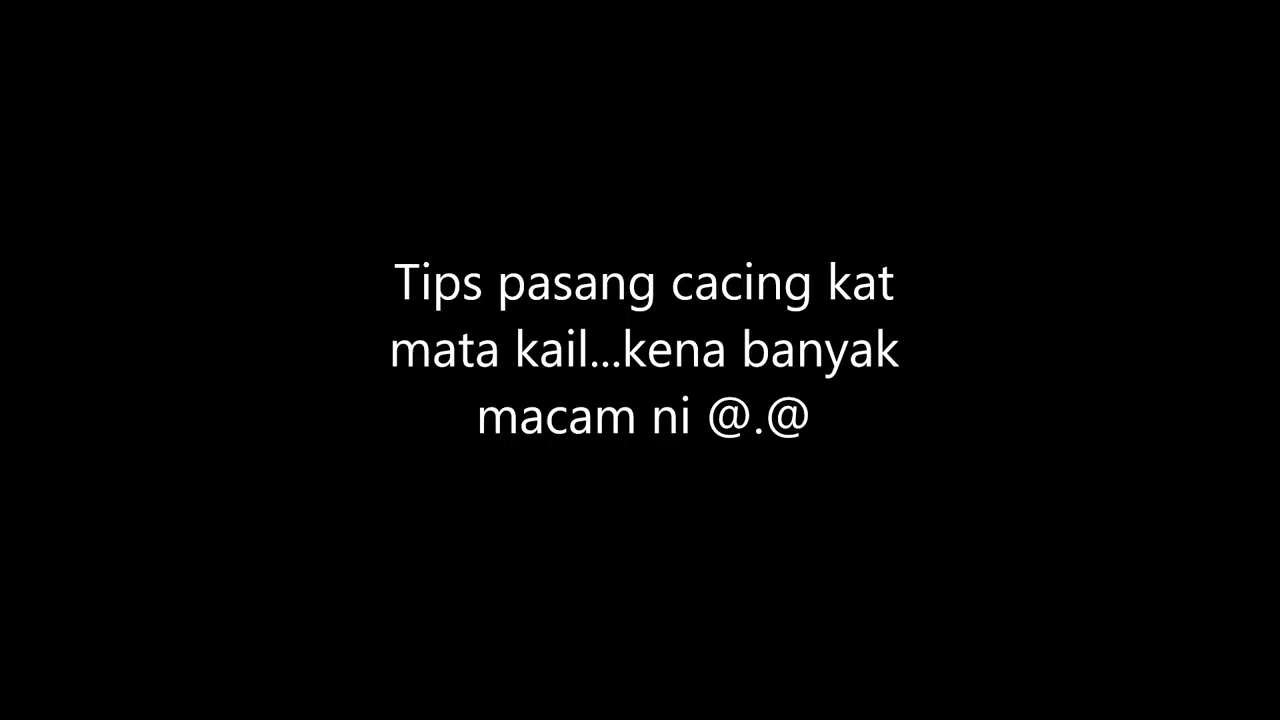 Tips pasang cacing kat
mata kail...kena banyak
macam ni @.@